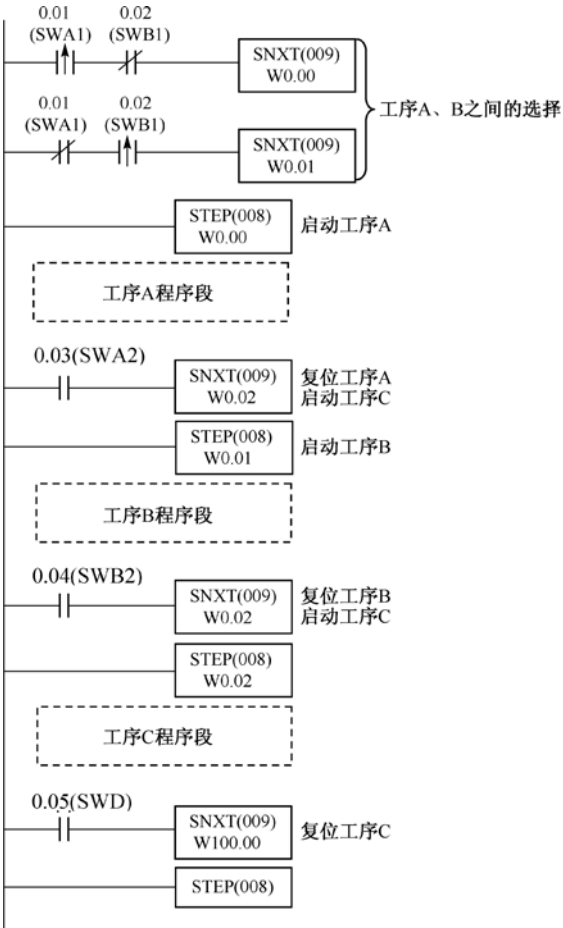 0.01 0.02
(SWA1) (SWB1)
SNXT(009)
W0.00
0.01 0.02
(SWA1) (SWB1)
SNXT(009)
W0.01
工序A、B之间的选择
STEP(008)
W0.00
启动工序A
工序A程序段
0.03(SWA2)
SNXT(009)
W0.02
复位工序A
启动工序C
STEP(008)
W0.01
启动工序B
工序B程序段
0.04(SWB2)
SNXT(009)
W0.02
复位工序B
启动工序C
STEP(008)
W0.02
工序C程序段
0.05(SWD)
SNXT(009)
W100.00
复位工序C
STEP(008)